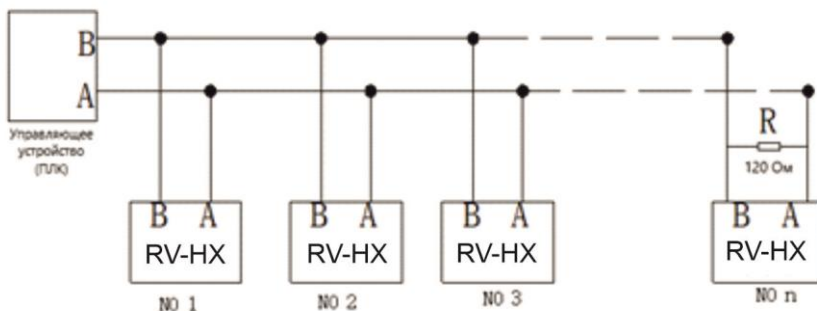 B
A
Управляющее
устройство
(ПЛК)
R
120 Ом
B A
RV-HX
NO 1
B A
RV-HX
NO 2
B A
RV-HX
NO 3
B A
RV-HX
NO n